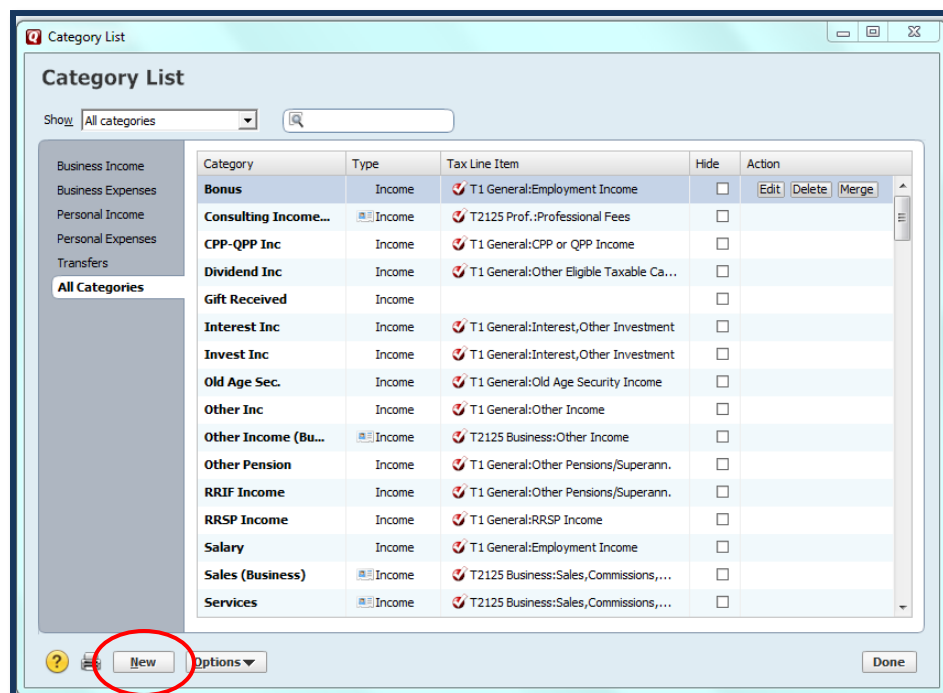 Category List
Category List
Show All categories
Business Income
Business Expenses
Personal Income
Personal Expenses
Transfers
All Categories
Category Type Tax Line Item Hide Action
Bonus Income T1 General:Employment Income Edit Delete Merge
Consulting Income... Income T2125 Prof.:Professional Fees
CPP-QPP Inc Income T1 General:CPP or QPP Income
Dividend Inc Income T1 General:Other Eligible Taxable Ca...
Gift Received Income
Interest Inc Income T1 General:Interest,Other Investment
Invest Inc Income T1 General:Interest,Other Investment
Old Age Sec. Income T1 General:Old Age Security Income
Other Inc Income T1 General:Other Income
Other Income (Bu... Income T2125 Business:Other Income
Other Pension Income T1 General:Other Pensions/Superann.
RRIF Income Income T1 General:Other Pensions/Superann.
RRSP Income Income T1 General:RRSP Income
Salary Income T1 General:Employment Income
Sales (Business) Income T2125 Business:Sales,Commissions,...
Services Income T2125 Business:Sales,Commissions,...
? New Options Done